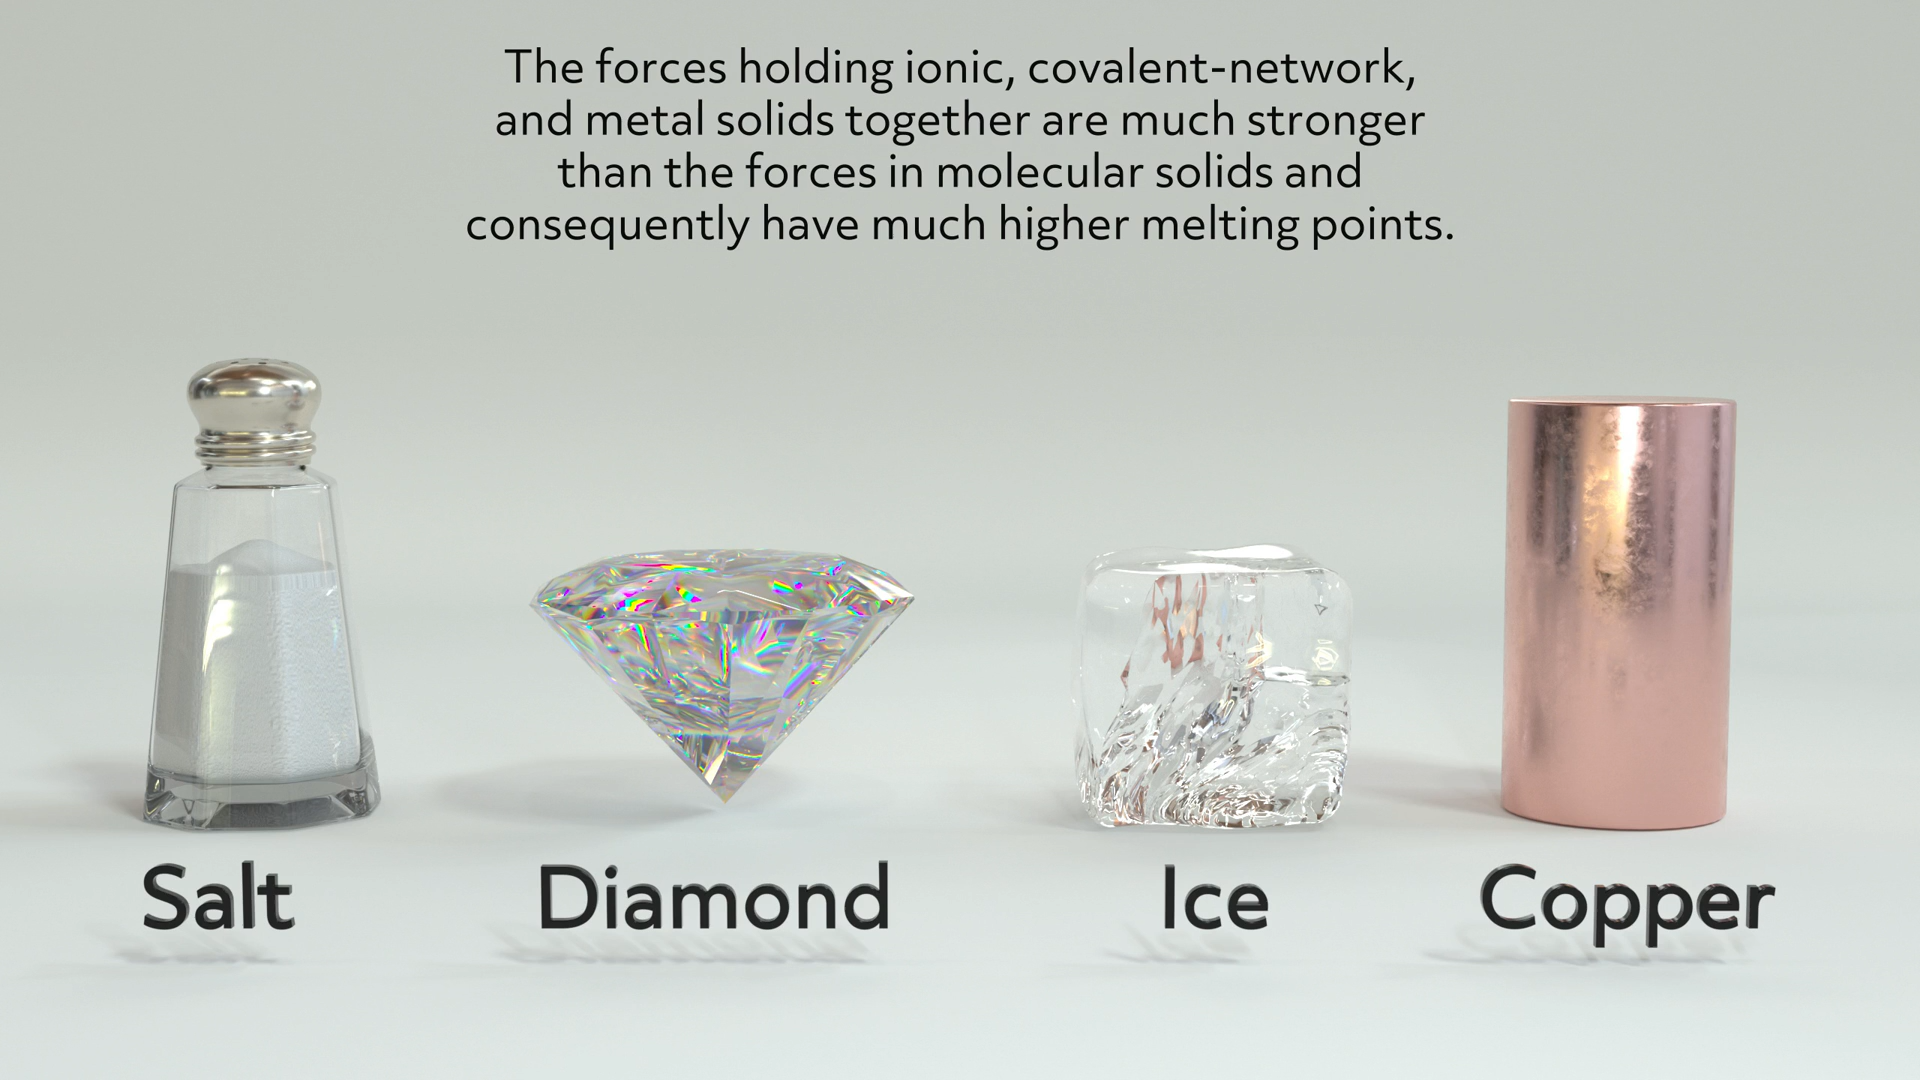 The forces holding ionic, covalent-network,
and metal solids together are much stronger
than the forces in molecular solids and
consequently have much higher melting points.
Salt
Diamond
Ice
Copper